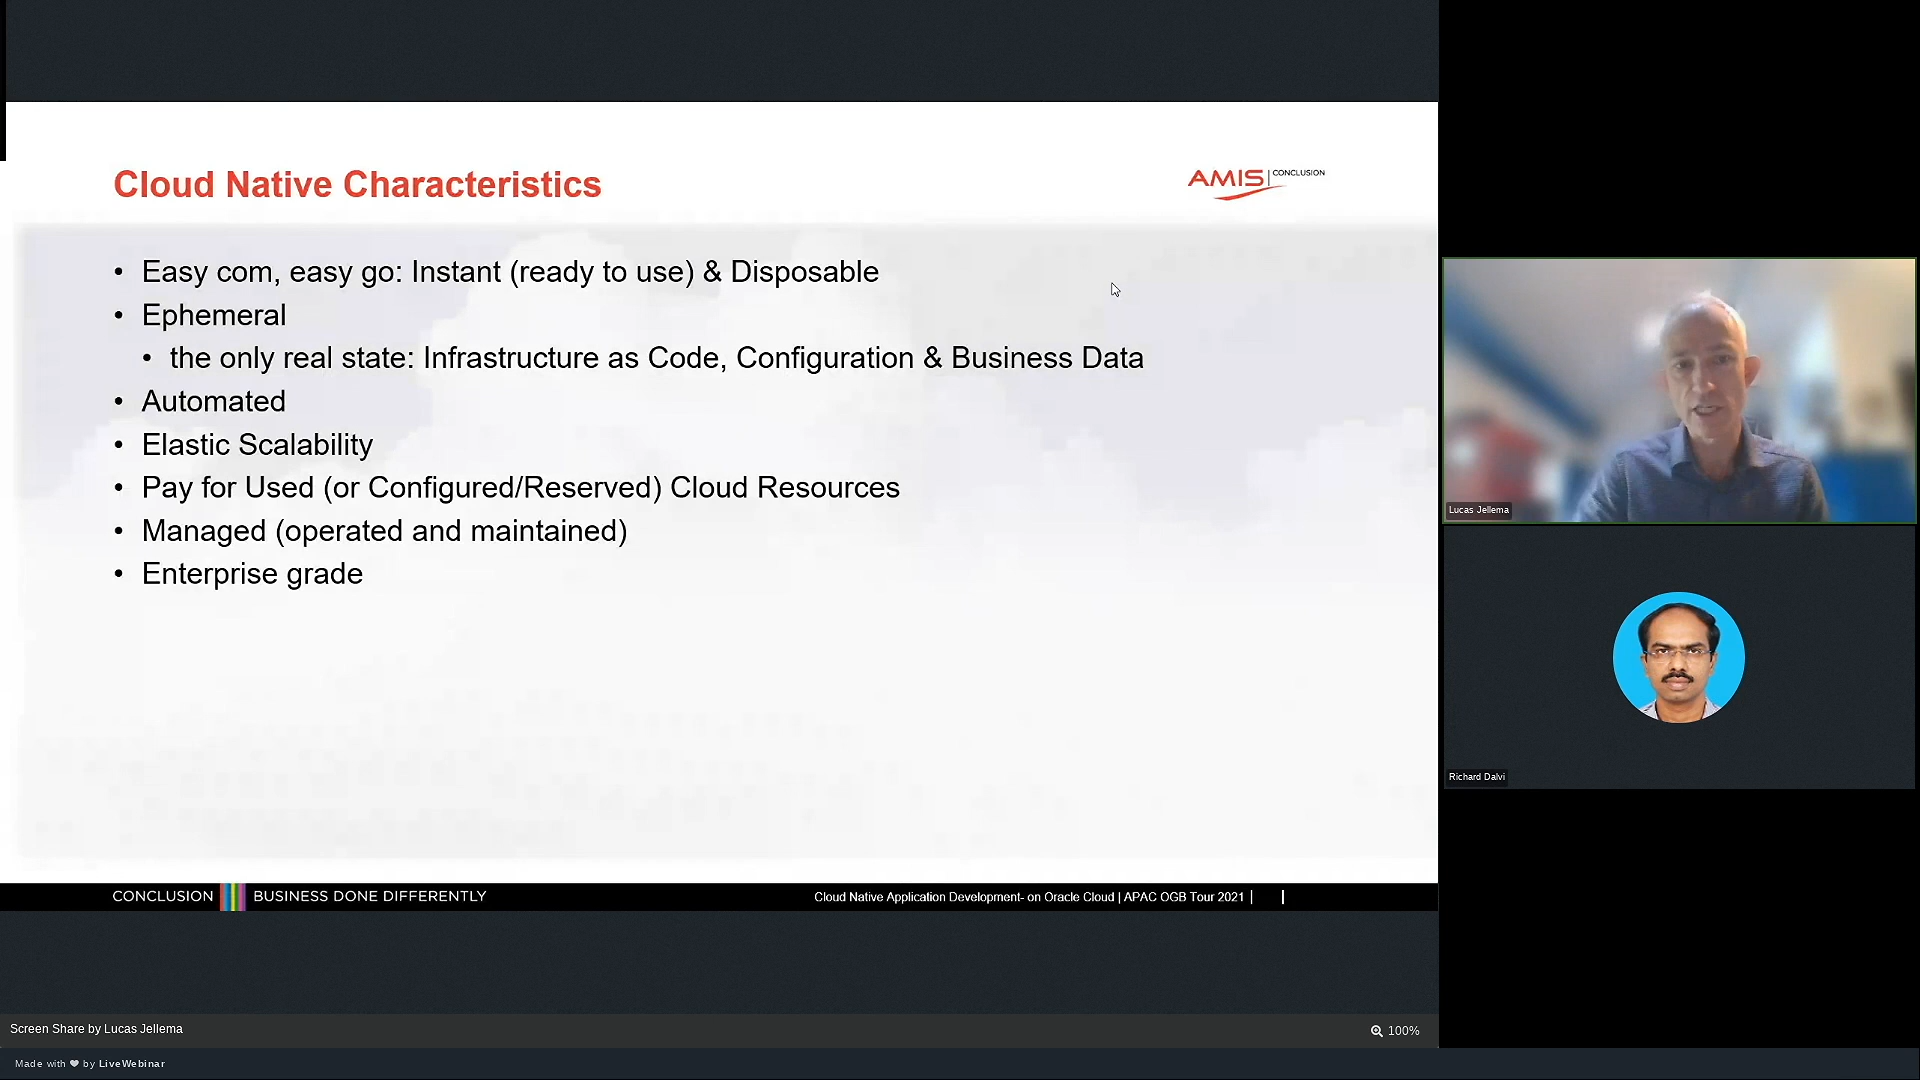 Cloud Native Characteristics
AMIS | CONCLUSION
• Easy com, easy go: Instant (ready to use) & Disposable
• Ephemeral
• the only real state: Infrastructure as Code, Configuration & Business Data
• Automated
• Elastic Scalability
• Pay for Used (or Configured/Reserved) Cloud Resources
• Managed (operated and maintained)
• Enterprise grade
CONCLUSION BUSINESS DONE DIFFERENTLY
Cloud Native Application Development- on Oracle Cloud | APAC OGB Tour 2021 | |
Lucas Jellema
Richard Dalvi
Screen Share by Lucas Jellema
100%
Made with ❤ by LiveWebinar